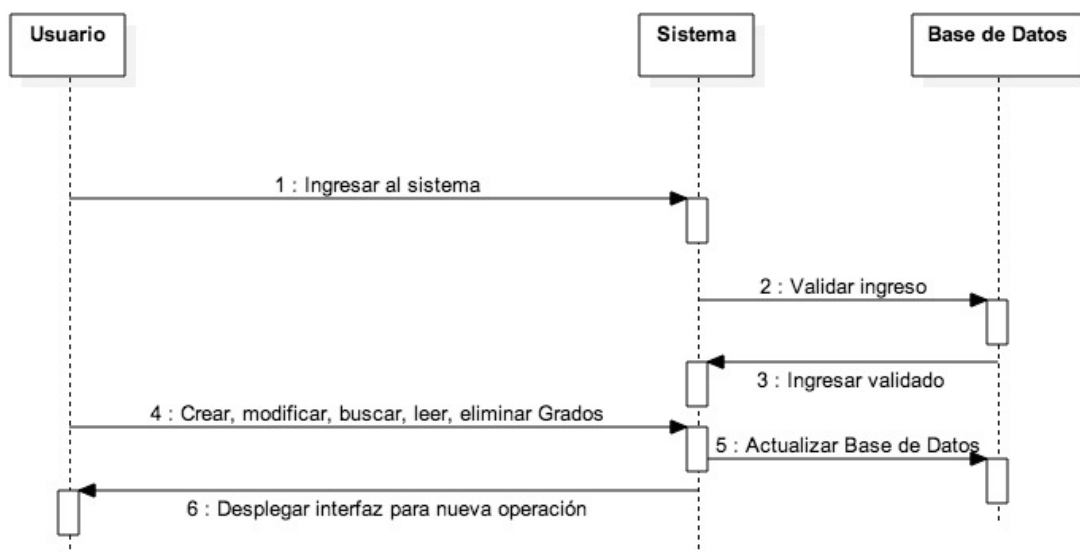 Usuario
Sistema
Base de Datos
1 : Ingresar al sistema
2 : Validar ingreso
3 : Ingresar validado
4 : Crear, modificar, buscar, leer, eliminar Grados
5 : Actualizar Base de Datos
6 : Desplegar interfaz para nueva operación